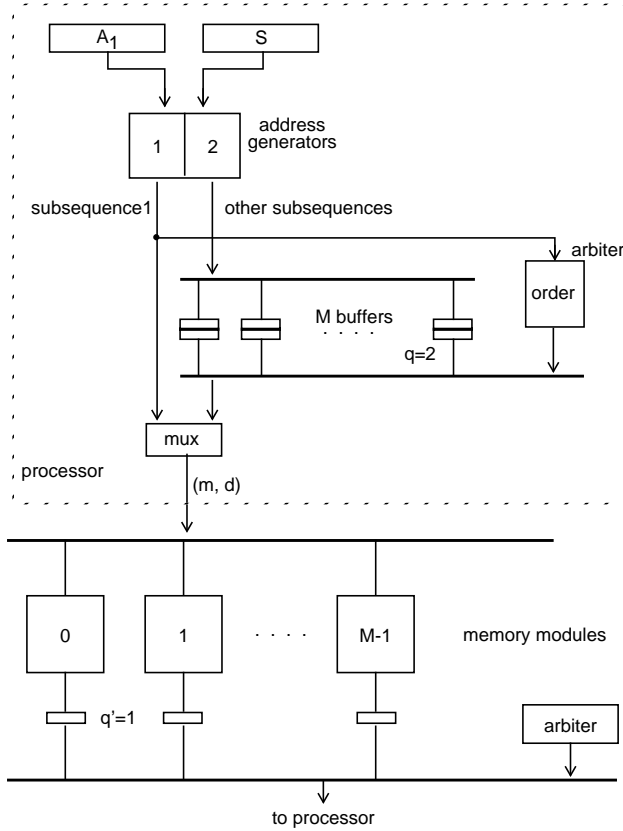 A1
S
1
2
address
generators
subsequence1
other subsequences
arbiter
order
M buffers
. . . .
q=2
mux
processor
(m, d)
0
1
. . . .
M-1
memory modules
q'=1
arbiter
to processor